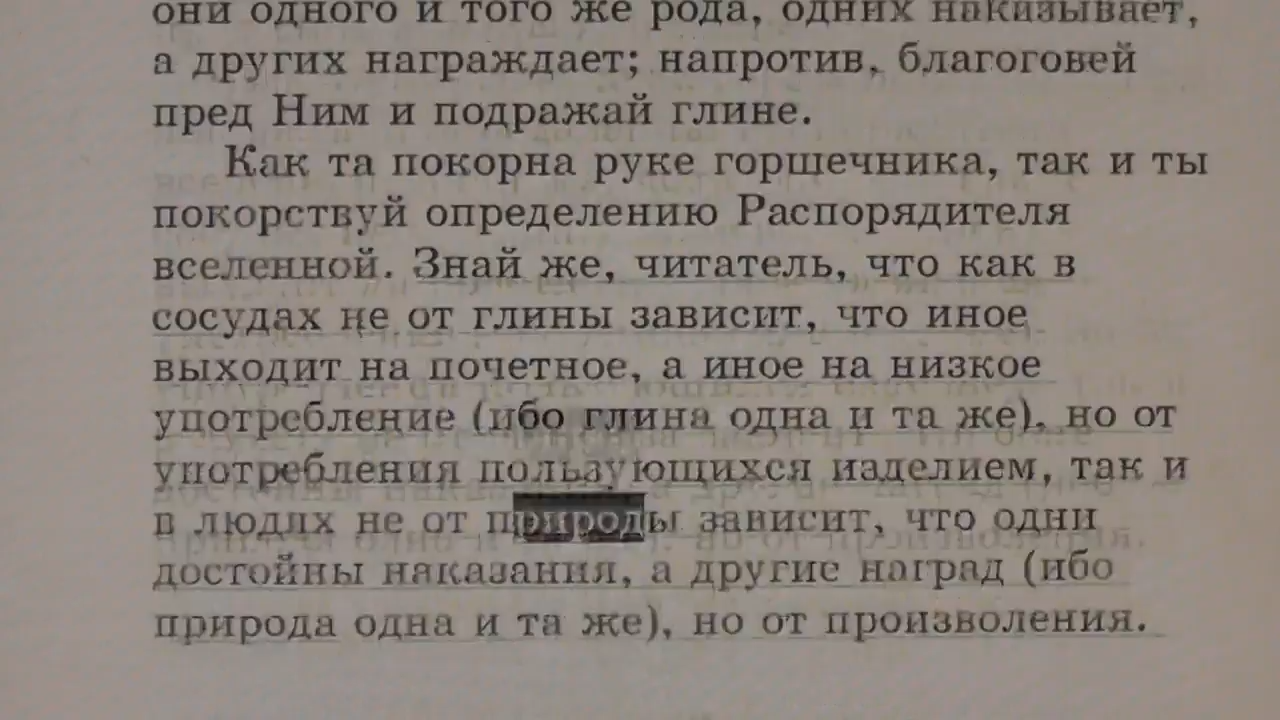 они одного и того же рода, одних наказывает,
а других награждает; напротив, благоговей
пред Ним и подражай глине.
Как та покорна руке горшечника, так и ты
покорствуй определению Распорядителя
вселенной. Знай же, читатель, что как в
сосудах не от глины зависит, что иное
выходит на почетное, а иное на низкое
употребление (ибо глина одна и та же), но от
употребления пользующихся изделием, так и
в людях не от природы зависит, что одни
достойны наказания, а другие наград (ибо
природа одна и та же), но от произволения.